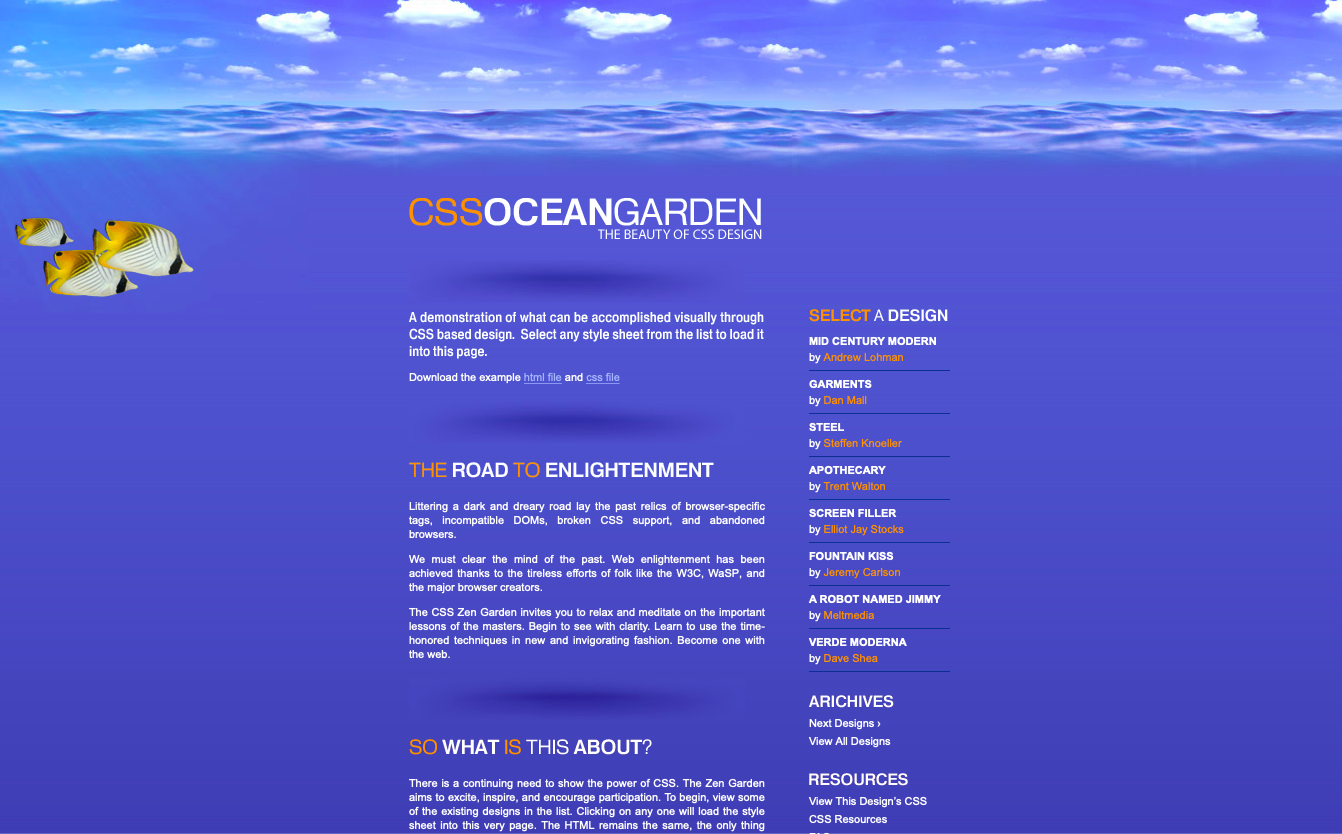 CSSOCEANGARDEN
THE BEAUTY OF CSS DESIGN
A demonstration of what can be accomplished visually through
CSS based design. Select any style sheet from the list to load it
into this page.
Download the example html file and css file
THE ROAD TO ENLIGHTENMENT
Littering a dark and dreary road lay the past relics of browser-specific
tags, incompatible DOMs, broken CSS support, and abandoned
browsers.
We must clear the mind of the past. Web enlightenment has been
achieved thanks to the tireless efforts of folk like the W3C, WaSP, and
the major browser creators.
The CSS Zen Garden invites you to relax and meditate on the important
lessons of the masters. Begin to see with clarity. Learn to use the time-
honored techniques in new and invigorating fashion. Become one with
the web.
SO WHAT IS THIS ABOUT?
There is a continuing need to show the power of CSS. The Zen Garden
aims to excite, inspire, and encourage participation. To begin, view some
of the existing designs in the list. Clicking on any one will load the style
sheet into this very page. The HTML remains the same, the only thing
SELECT A DESIGN
MID CENTURY MODERN
by Andrew Lohman
GARMENTS
by Dan Mall
STEEL
by Steffen Knoeller
APOTHECARY
by Trent Walton
SCREEN FILLER
by Elliot Jay Stocks
FOUNTAIN KISS
by Jeremy Carlson
A ROBOT NAMED JIMMY
by Meltmedia
VERDE MODERNA
by Dave Shea
ARICHIVES
Next Designs ›
View All Designs
RESOURCES
View This Design's CSS
CSS Resources